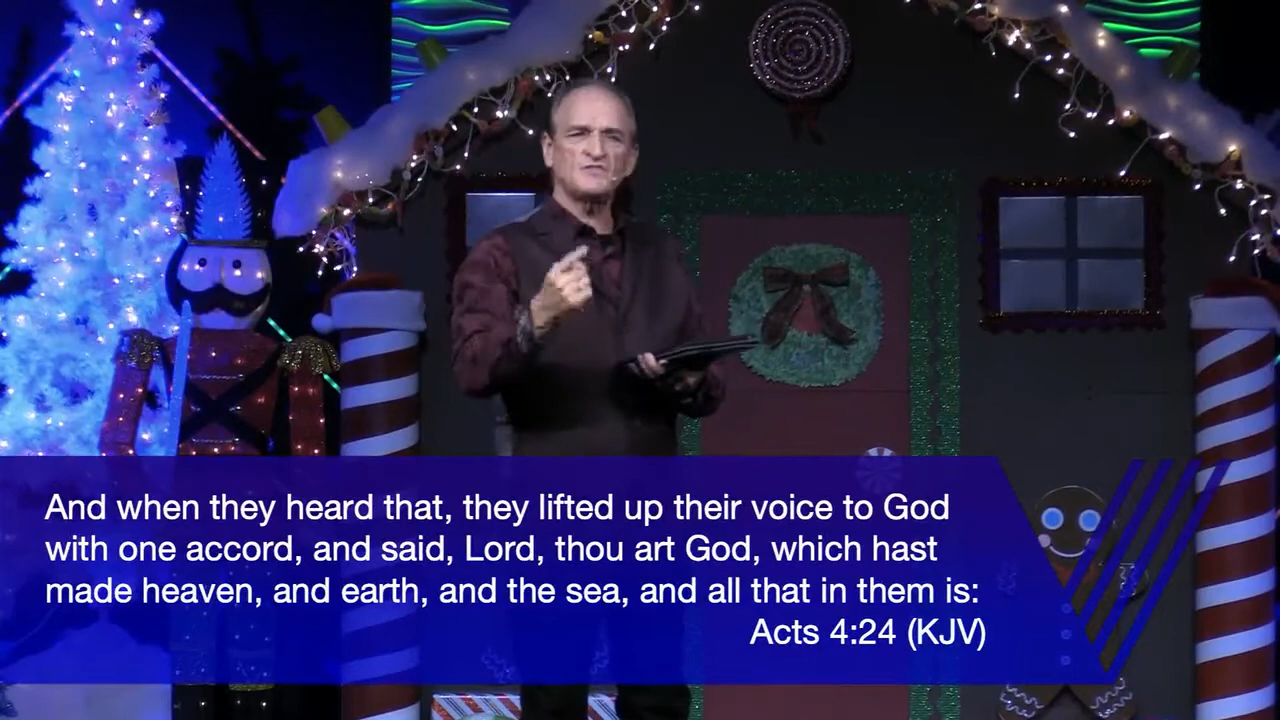 And when they heard that, they lifted up their voice to God
with one accord, and said, Lord, thou art God, which hast
made heaven, and earth, and the sea, and all that in them is:
Acts 4:24 (KJV)